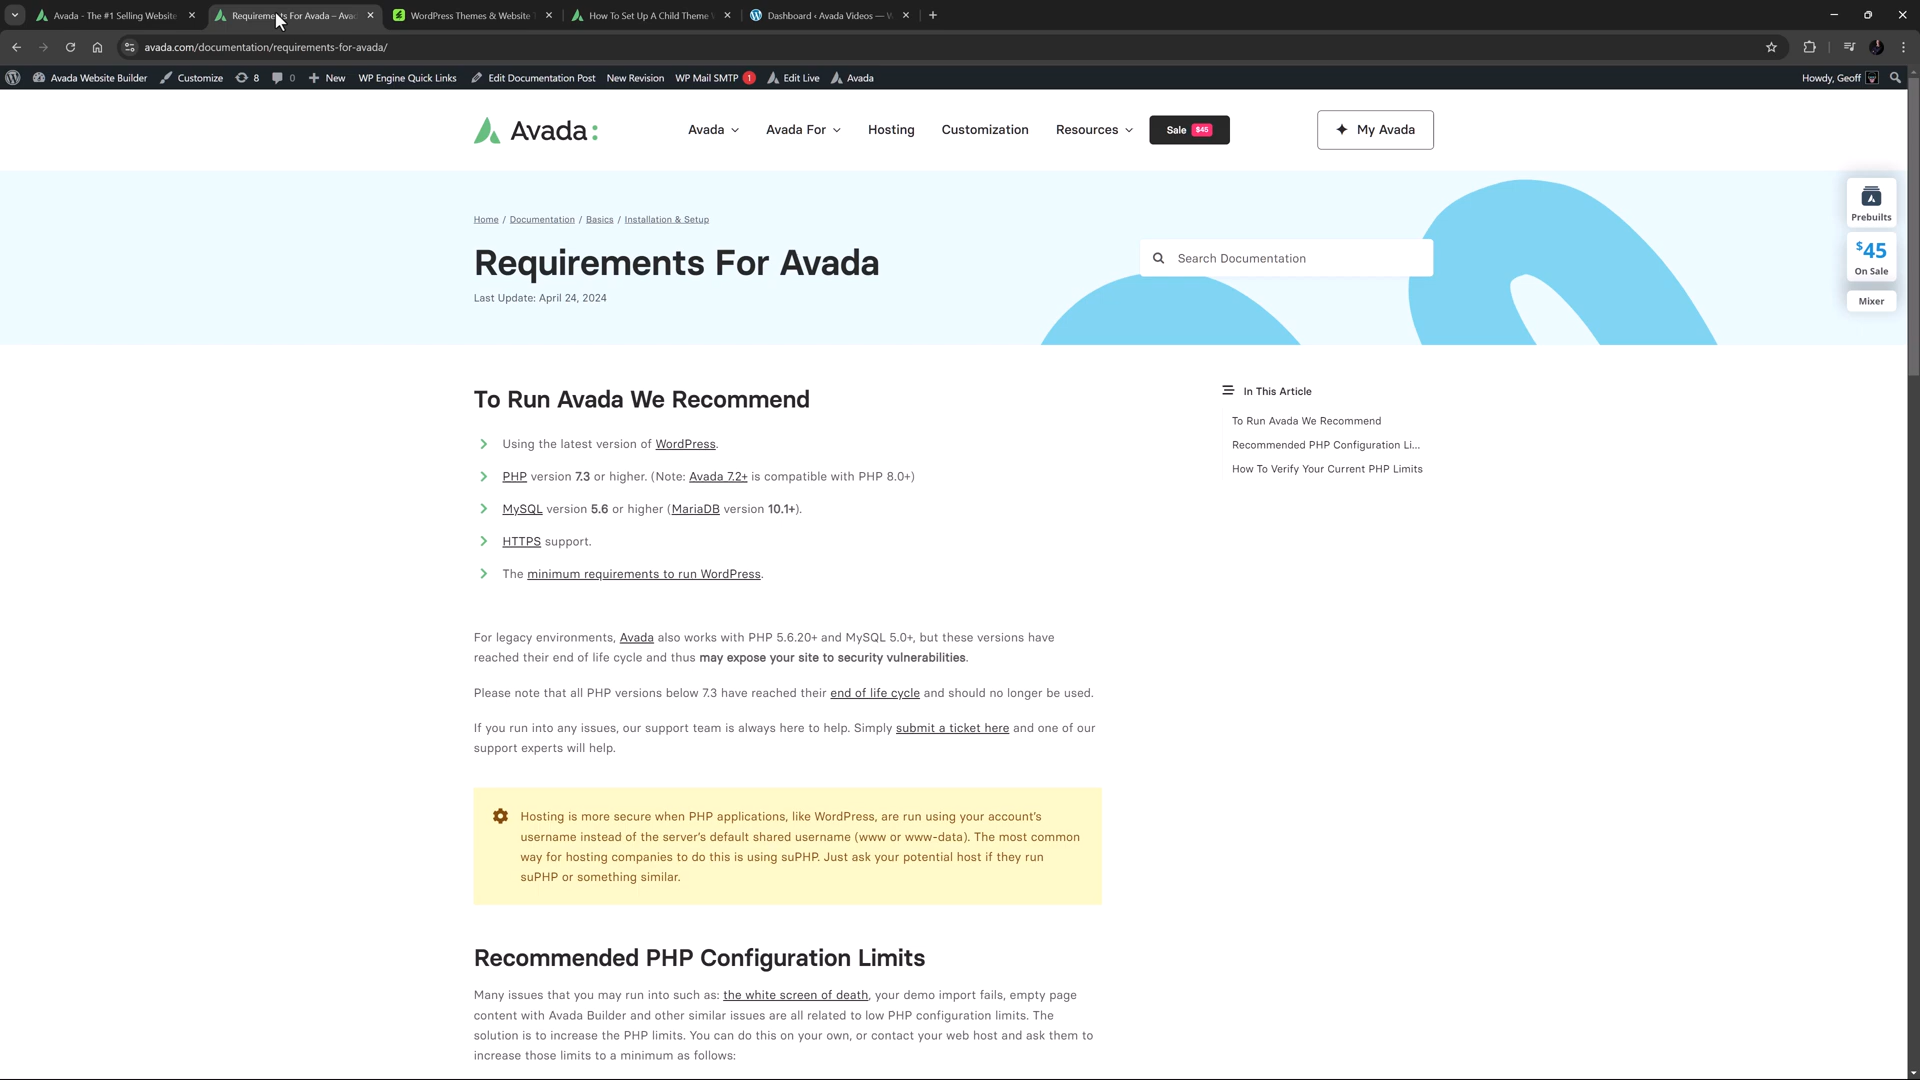 Avada - The #1 Selling Website
Requirements For Avada – Ava
WordPress Themes & Website T
How To Set Up A Child Theme
Dashboard ‹ Avada Videos — W
avada.com/documentation/requirements-for-avada/
Avada Website Builder
Customize
8
0
New
WP Engine Quick Links
Edit Documentation Post
New Revision
WP Mail SMTP 1
Edit Live
Avada
Howdy, Geoff
Avada:
Avada
Avada For
Hosting
Customization
Resources
Sale $45
My Avada
Prebuilts
$45
On Sale
Mixer
Home / Documentation / Basics / Installation & Setup
Requirements For Avada
Last Update: April 24, 2024
Search Documentation
To Run Avada We Recommend
Using the latest version of WordPress.
PHP version 7.3 or higher. (Note: Avada 7.2+ is compatible with PHP 8.0+)
MySQL version 5.6 or higher (MariaDB version 10.1+).
HTTPS support.
The minimum requirements to run WordPress.
In This Article
To Run Avada We Recommend
Recommended PHP Configuration Li...
How To Verify Your Current PHP Limits
For legacy environments, Avada also works with PHP 5.6.20+ and MySQL 5.0+, but these versions have
reached their end of life cycle and thus may expose your site to security vulnerabilities.
Please note that all PHP versions below 7.3 have reached their end of life cycle and should no longer be used.
If you run into any issues, our support team is always here to help. Simply submit a ticket here and one of our
support experts will help.
Hosting is more secure when PHP applications, like WordPress, are run using your account's
username instead of the server's default shared username (www or www-data). The most common
way for hosting companies to do this is using suPHP. Just ask your potential host if they run
suPHP or something similar.
Recommended PHP Configuration Limits
Many issues that you may run into such as: the white screen of death, your demo import fails, empty page
content with Avada Builder and other similar issues are all related to low PHP configuration limits. The
solution is to increase the PHP limits. You can do this on your own, or contact your web host and ask them to
increase those limits to a minimum as follows: